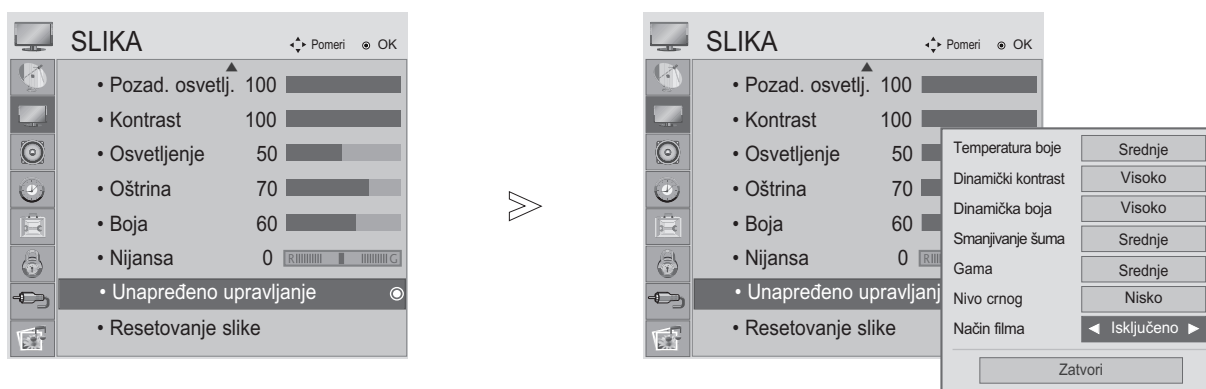 SLIKA Pomeri OK
• Pozad. osvetlj. 100
• Kontrast 100
• Osvetljenje 50
• Oštrina 70
• Boja 60
• Nijansa 0 R G
• Unapređeno upravljanje
• Resetovanje slike
>
SLIKA Pomeri OK
• Pozad. osvetlj. 100
• Kontrast 100
• Osvetljenje 50
• Oštrina 70
• Boja 60
• Nijansa 0 R
• Unapređeno upravljanj
• Resetovanje slike
Temperatura boje Srednje
Dinamički kontrast Visoko
Dinamička boja Visoko
Smanjivanje šuma Srednje
Gama Srednje
Nivo crnog Nisko
Način filma ◄ Isključeno ►
Zatvori